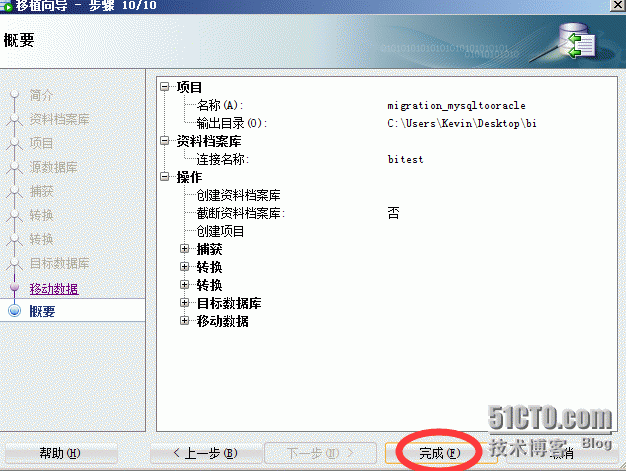 移植向导 - 步骤 10/10
概要
简介
资料档案库
项目
源数据库
捕获
转换
转换
目标数据库
移动数据
概要
项目
名称(A): migration_mysqltooracle
输出目录(O): C:\Users\Kevin\Desktop\bi
资料档案库
连接名称: bitest
操作
创建资料档案库
截断资料档案库: 否
创建项目
捕获
转换
转换
目标数据库
移动数据
帮助(H)
< 上一步(B)
下一步(N) >
完成(F)
取消
51CTO.com
技术博客 Blog